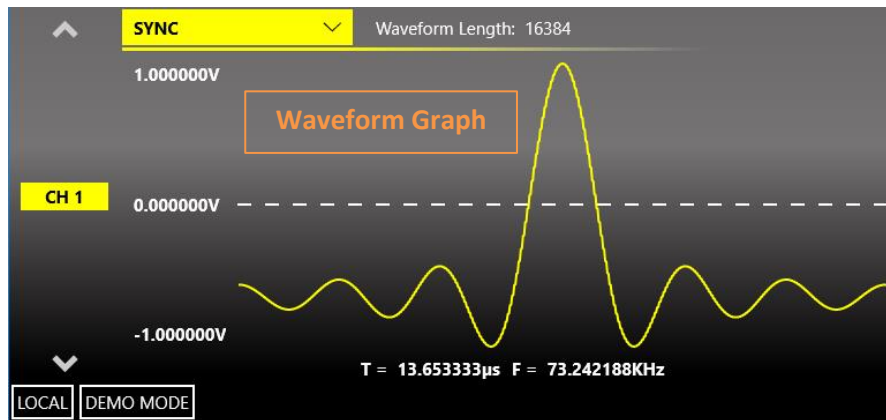 SYNC
Waveform Length: 16384
1.000000V
Waveform Graph
CH 1
0.000000V
-1.000000V
T = 13.653333µs F = 73.242188KHz
LOCAL DEMO MODE